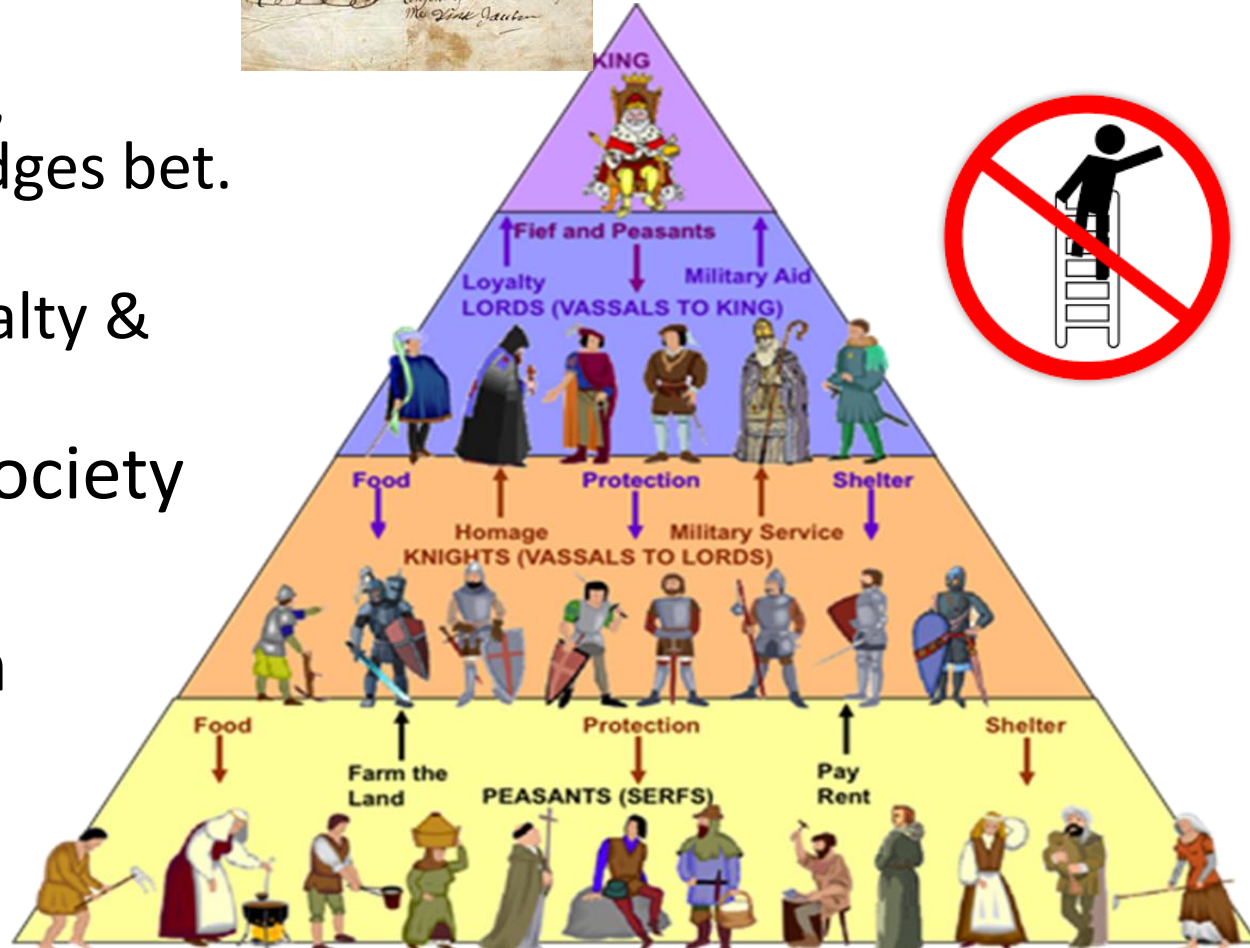 Me
KING
,
dges bet.
alty &
ociety
n
Fief and Peasants
Loyalty
Military Aid
LORDS (VASSALS TO KING)
Food
Protection
Shelter
Homage
Military Service
KNIGHTS (VASSALS TO LORDS)
Food
Protection
Shelter
Farm the
Land
Pay
Rent
PEASANTS (SERFS)